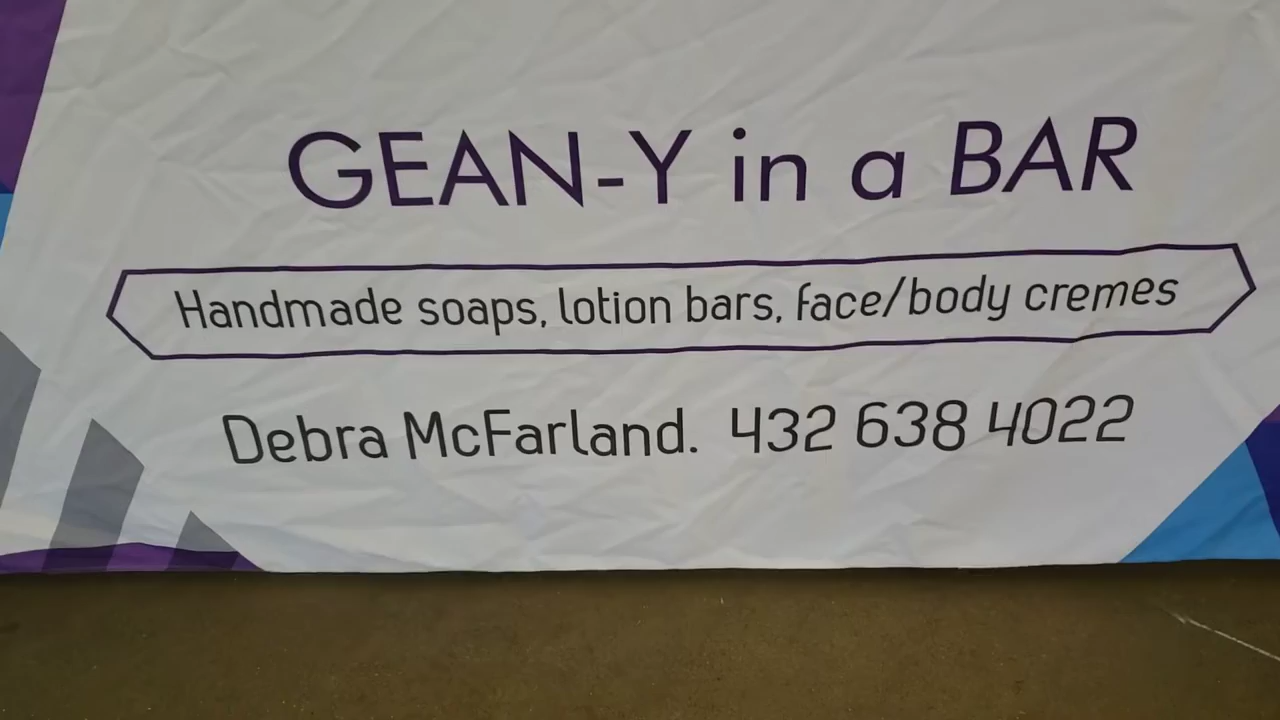 GEAN-Y in a BAR
Handmade soaps, lotion bars, face/body cremes
Debra McFarland. 432 638 4022